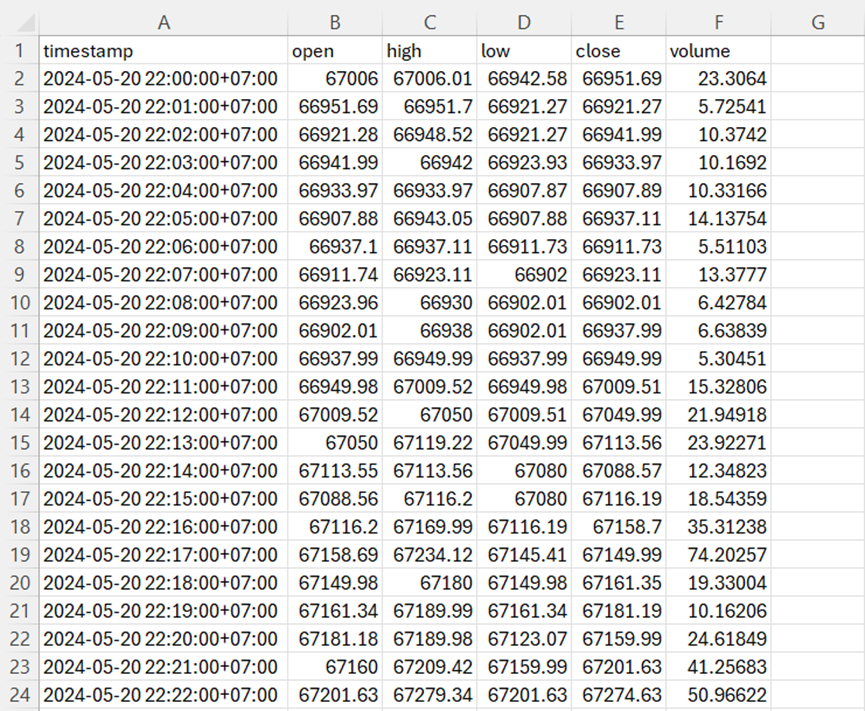 A B C D E F G
1 timestamp open high low close volume
2 2024-05-20 22:00:00+07:00 67006 67006.01 66942.58 66951.69 23.3064
3 2024-05-20 22:01:00+07:00 66951.69 66951.7 66921.27 66921.27 5.72541
4 2024-05-20 22:02:00+07:00 66921.28 66948.52 66921.27 66941.99 10.3742
5 2024-05-20 22:03:00+07:00 66941.99 66942 66923.93 66933.97 10.1692
6 2024-05-20 22:04:00+07:00 66933.97 66933.97 66907.87 66907.89 10.33166
7 2024-05-20 22:05:00+07:00 66907.88 66943.05 66907.88 66937.11 14.13754
8 2024-05-20 22:06:00+07:00 66937.1 66937.11 66911.73 66911.73 5.51103
9 2024-05-20 22:07:00+07:00 66911.74 66923.11 66902 66923.11 13.3777
10 2024-05-20 22:08:00+07:00 66923.96 66930 66902.01 66902.01 6.42784
11 2024-05-20 22:09:00+07:00 66902.01 66938 66902.01 66937.99 6.63839
12 2024-05-20 22:10:00+07:00 66937.99 66949.99 66937.99 66949.99 5.30451
13 2024-05-20 22:11:00+07:00 66949.98 67009.52 66949.98 67009.51 15.32806
14 2024-05-20 22:12:00+07:00 67009.52 67050 67009.51 67049.99 21.94918
15 2024-05-20 22:13:00+07:00 67050 67119.22 67049.99 67113.56 23.92271
16 2024-05-20 22:14:00+07:00 67113.55 67113.56 67080 67088.57 12.34823
17 2024-05-20 22:15:00+07:00 67088.56 67116.2 67080 67116.19 18.54359
18 2024-05-20 22:16:00+07:00 67116.2 67169.99 67116.19 67158.7 35.31238
19 2024-05-20 22:17:00+07:00 67158.69 67234.12 67145.41 67149.99 74.20257
20 2024-05-20 22:18:00+07:00 67149.98 67180 67149.98 67161.35 19.33004
21 2024-05-20 22:19:00+07:00 67161.34 67189.99 67161.34 67181.19 10.16206
22 2024-05-20 22:20:00+07:00 67181.18 67189.98 67123.07 67159.99 24.61849
23 2024-05-20 22:21:00+07:00 67160 67209.42 67159.99 67201.63 41.25683
24 2024-05-20 22:22:00+07:00 67201.63 67279.34 67201.63 67274.63 50.96622